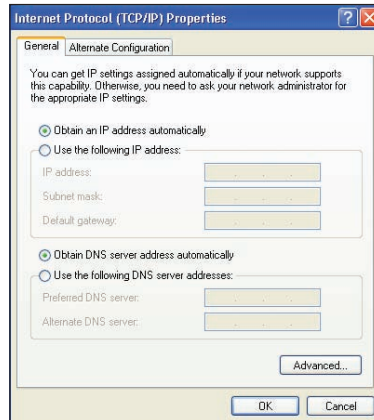 Internet Protocol (TCP/IP) Properties
General
Alternate Configuration
You can get IP settings assigned automatically if your network supports
this capability. Otherwise, you need to ask your network administrator for
the appropriate IP settings.
Obtain an IP address automatically
Use the following IP address:
IP address:
Subnet mask:
Default gateway:
Obtain DNS server address automatically
Use the following DNS server addresses:
Preferred DNS server:
Alternate DNS server:
Advanced...
OK
Cancel